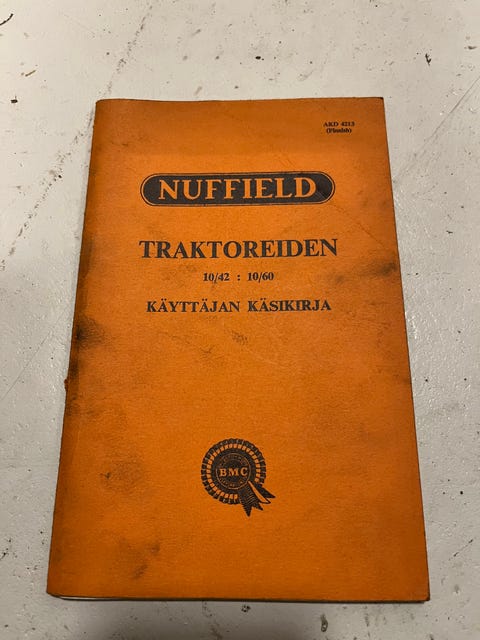 AKD 4213
(Finnish)
NUFFIELD
TRAKTOREIDEN
10/42 : 10/60
KÄYTTÄJAN KÄSIKIRJA
BMC